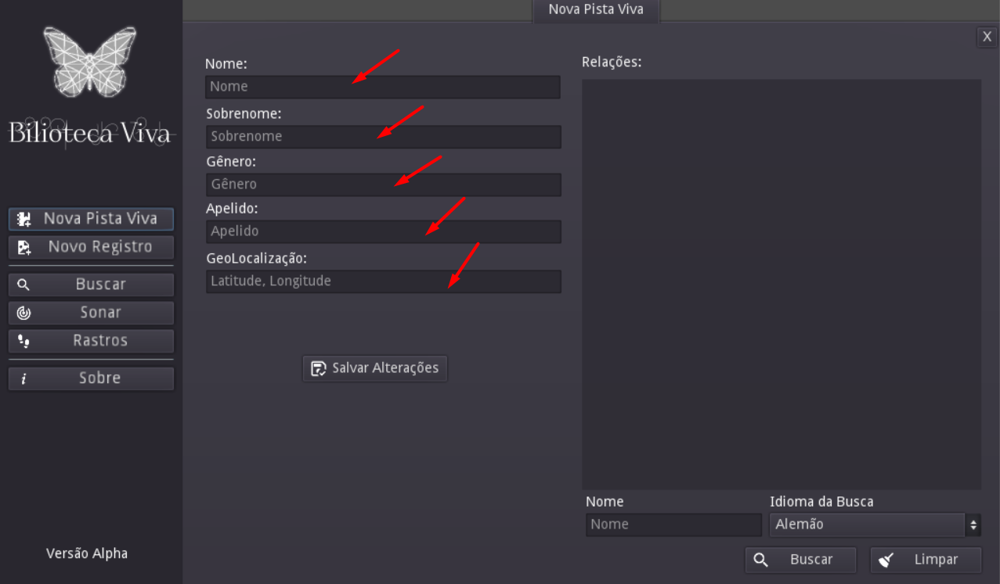 Nova Pista Viva
X
Bilioteca Viva
Nova Pista Viva
Novo Registro
Buscar
Sonar
Rastros
Sobre
Versão Alpha
Nome:
Nome
Sobrenome:
Sobrenome
Gênero:
Gênero
Apelido:
Apelido
GeoLocalização:
Latitude, Longitude
Salvar Alterações
Relações:
Nome
Idioma da Busca
Nome
Alemão
Buscar
Limpar